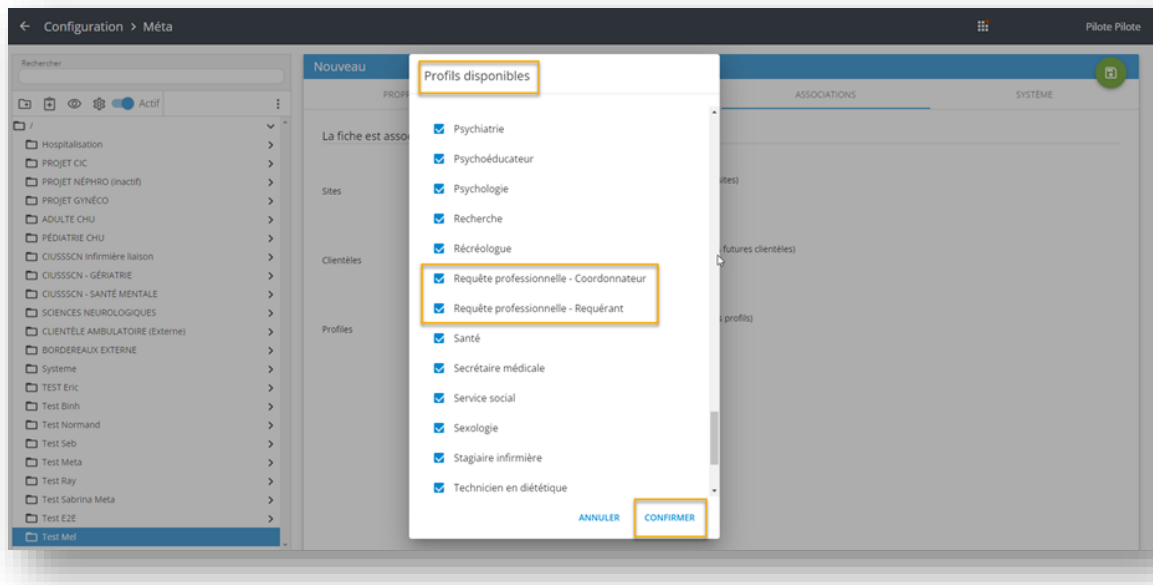 Configuration > Méta
Pilote Pilote
Rechercher
Actif
/
Hospitalisation
PROJET CIC
PROJET NÉPHRO (inactif)
PROJET GYNÉCO
ADULTE CHU
PÉDIATRIE CHU
CIUSSSCN Infirmière liaison
CIUSSSCN - GÉRIATRIE
CIUSSSCN - SANTÉ MENTALE
SCIENCES NEUROLOGIQUES
CLIENTÈLE AMBULATOIRE (Externe)
BORDEREAUX EXTERNE
Systeme
TEST Eric
Test Binh
Test Normand
Test Seb
Test Meta
Test Ray
Test Sabrina Meta
Test E2E
Test Mel
Nouveau
PROPR
ASSOCIATIONS
SYSTÈME
La fiche est asso
Sites
sites)
Clientèles
futures clientèles)
Profiles
profils)
Profils disponibles
Psychiatrie
Psychoéducateur
Psychologie
Recherche
Récréologue
Requête professionnelle - Coordonnateur
Requête professionnelle - Requérant
Santé
Secrétaire médicale
Service social
Sexologie
Stagiaire infirmière
Technicien en diététique
ANNULER
CONFIRMER